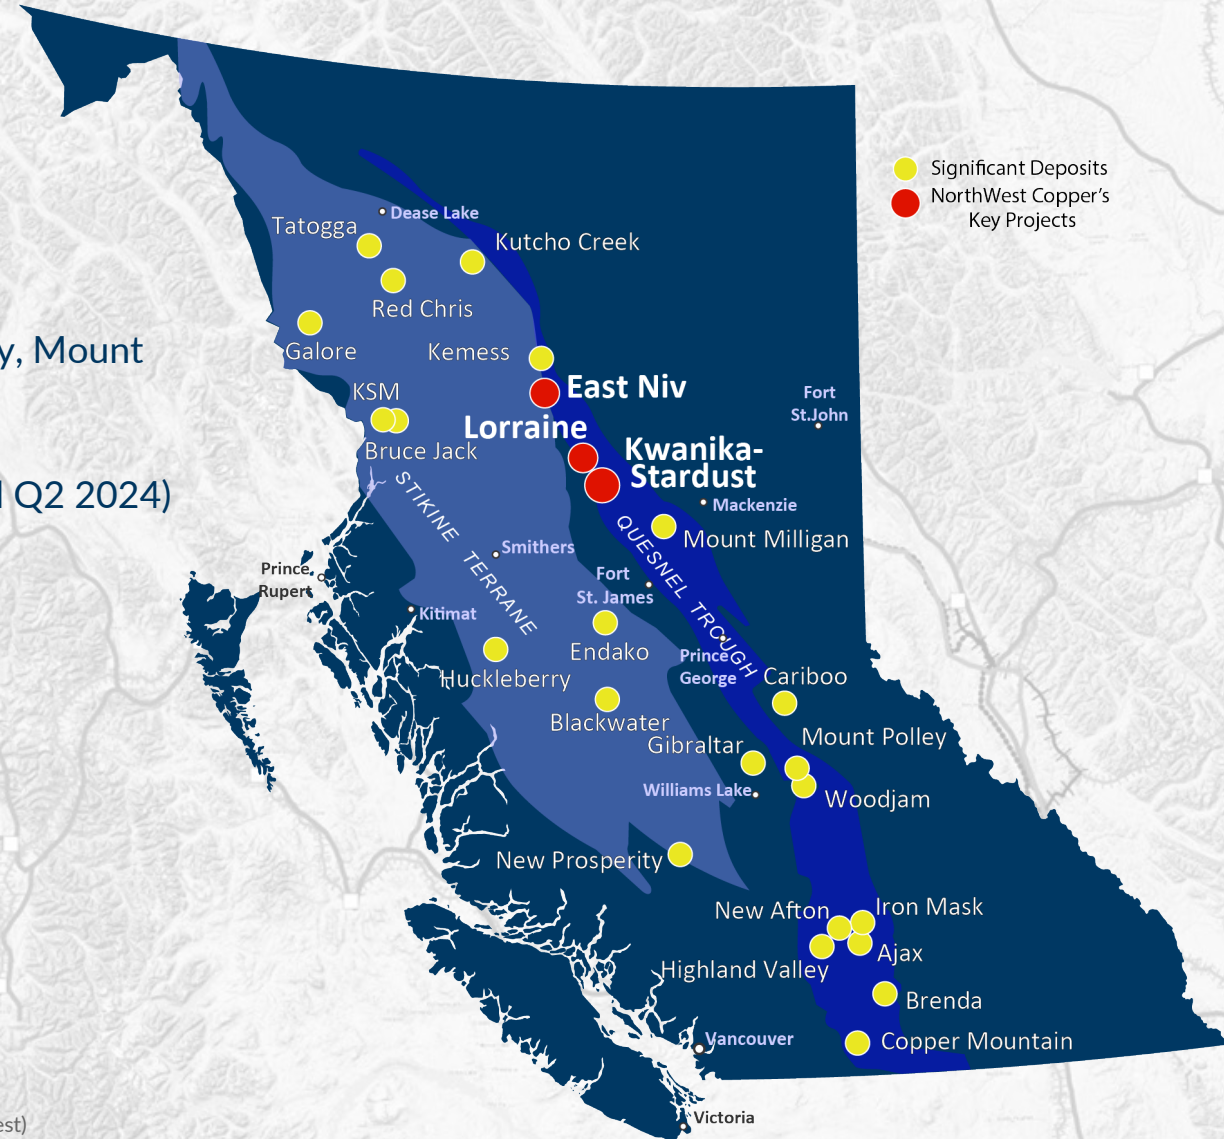 Significant Deposits
NorthWest Copper's
Key Projects
Dease Lake
Tatogga
Kutcho Creek
Red Chris
Galore
Kemess
y, Mount
KSM
East Niv
Fort
St.John
Lorraine
Kwanika-
Stardust
Bruce Jack
Q2 2024)
Mackenzie
STIKINE TERRANE
QUESNEL TROUGH
Mount Milligan
Smithers
Prince
Rupert
Fort
St. James
Kitimat
Endako
Prince
George
Huckleberry
Cariboo
Blackwater
Mount Polley
Gibraltar
Williams Lake
Woodjam
New Prosperity
New Afton
Iron Mask
Ajax
Highland Valley
Brenda
Copper Mountain
Vancouver
Victoria
est)